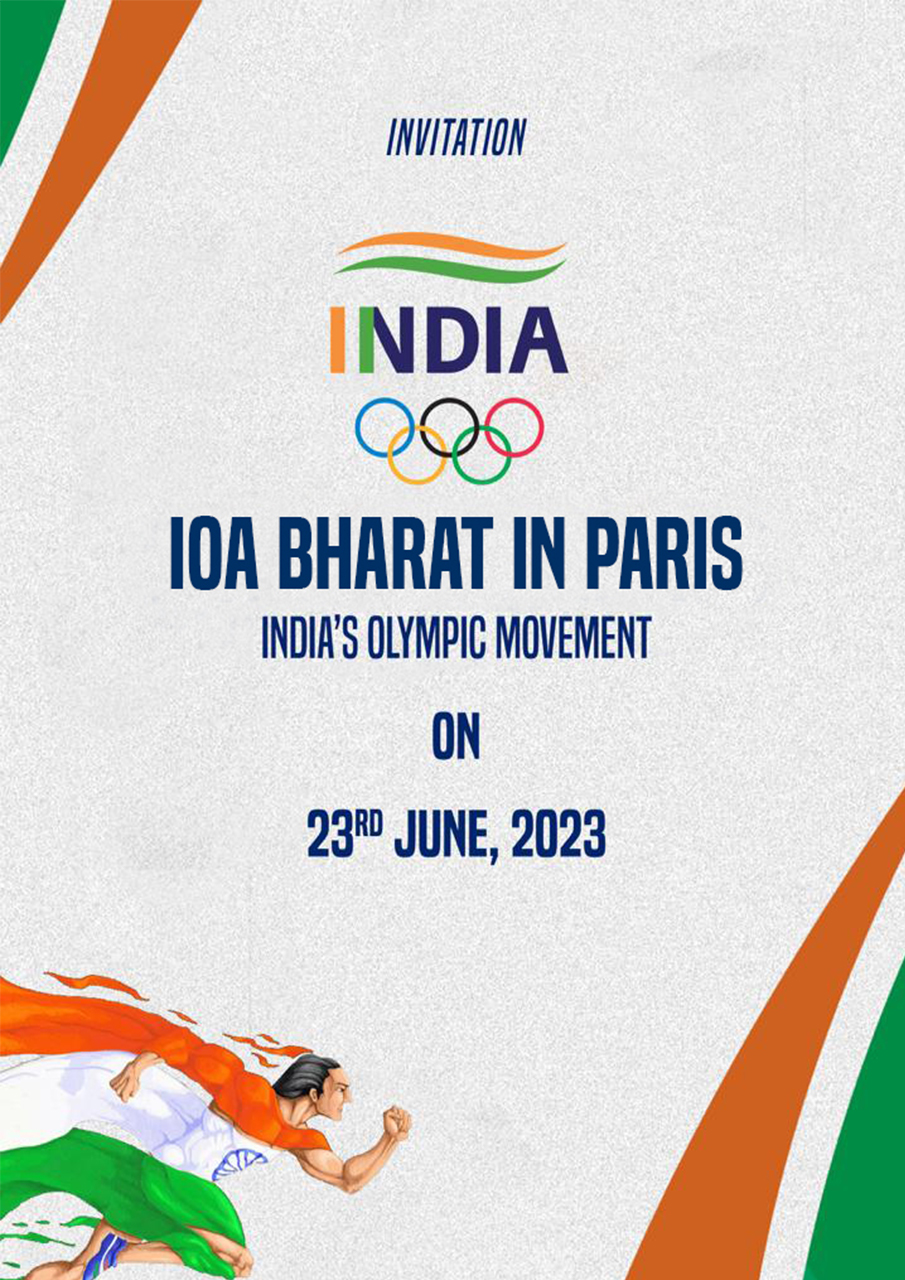 INVITATION
INDIA
IOA BHARAT IN PARIS
INDIA'S OLYMPIC MOVEMENT
ON
23RD JUNE, 2023